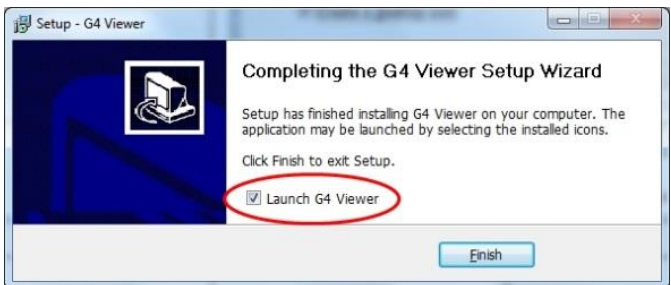 Setup - G4 Viewer
Completing the G4 Viewer Setup Wizard
Setup has finished installing G4 Viewer on your computer. The
application may be launched by selecting the installed icons.
Click Finish to exit Setup.
Launch G4 Viewer
Finish